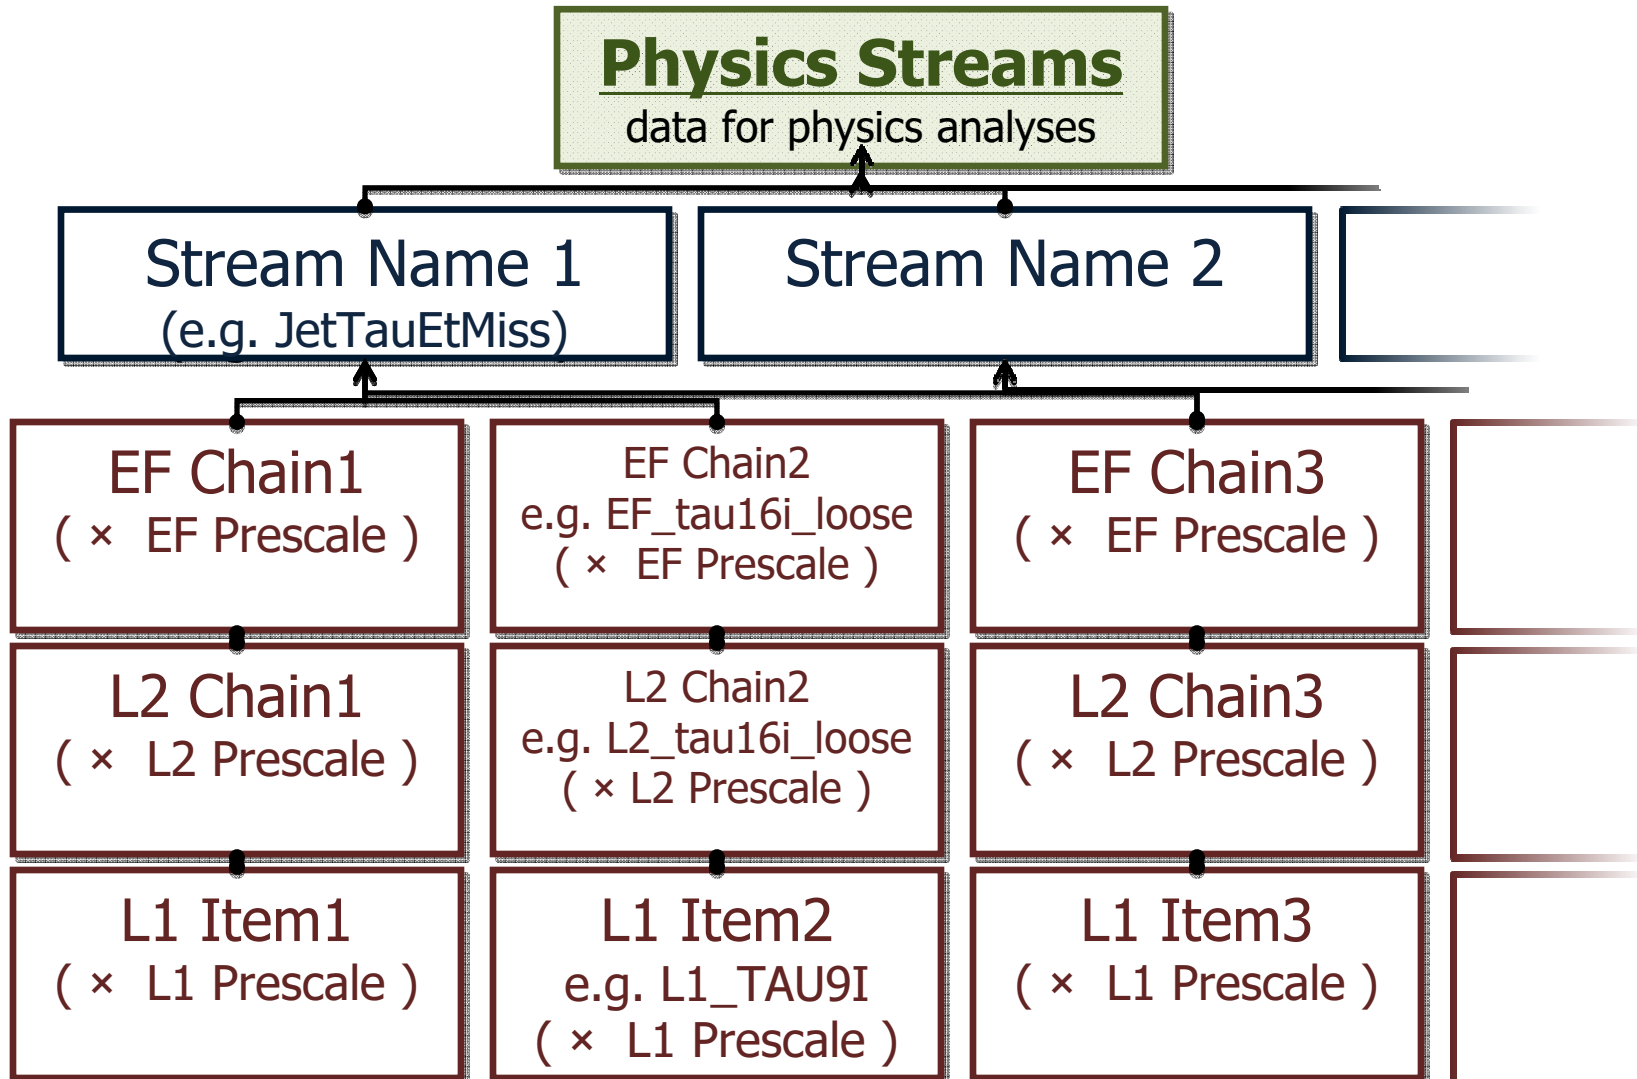 Physics Streams
data for physics analyses
Stream Name 1
(e.g. JetTauEtMiss)
Stream Name 2
EF Chain1
( × EF Prescale )
EF Chain2
e.g. EF_tau16i_loose
( × EF Prescale )
EF Chain3
( × EF Prescale )
L2 Chain1
( × L2 Prescale )
L2 Chain2
e.g. L2_tau16i_loose
( × L2 Prescale )
L2 Chain3
( × L2 Prescale )
L1 Item1
( × L1 Prescale )
L1 Item2
e.g. L1_TAU9I
( × L1 Prescale )
L1 Item3
( × L1 Prescale )